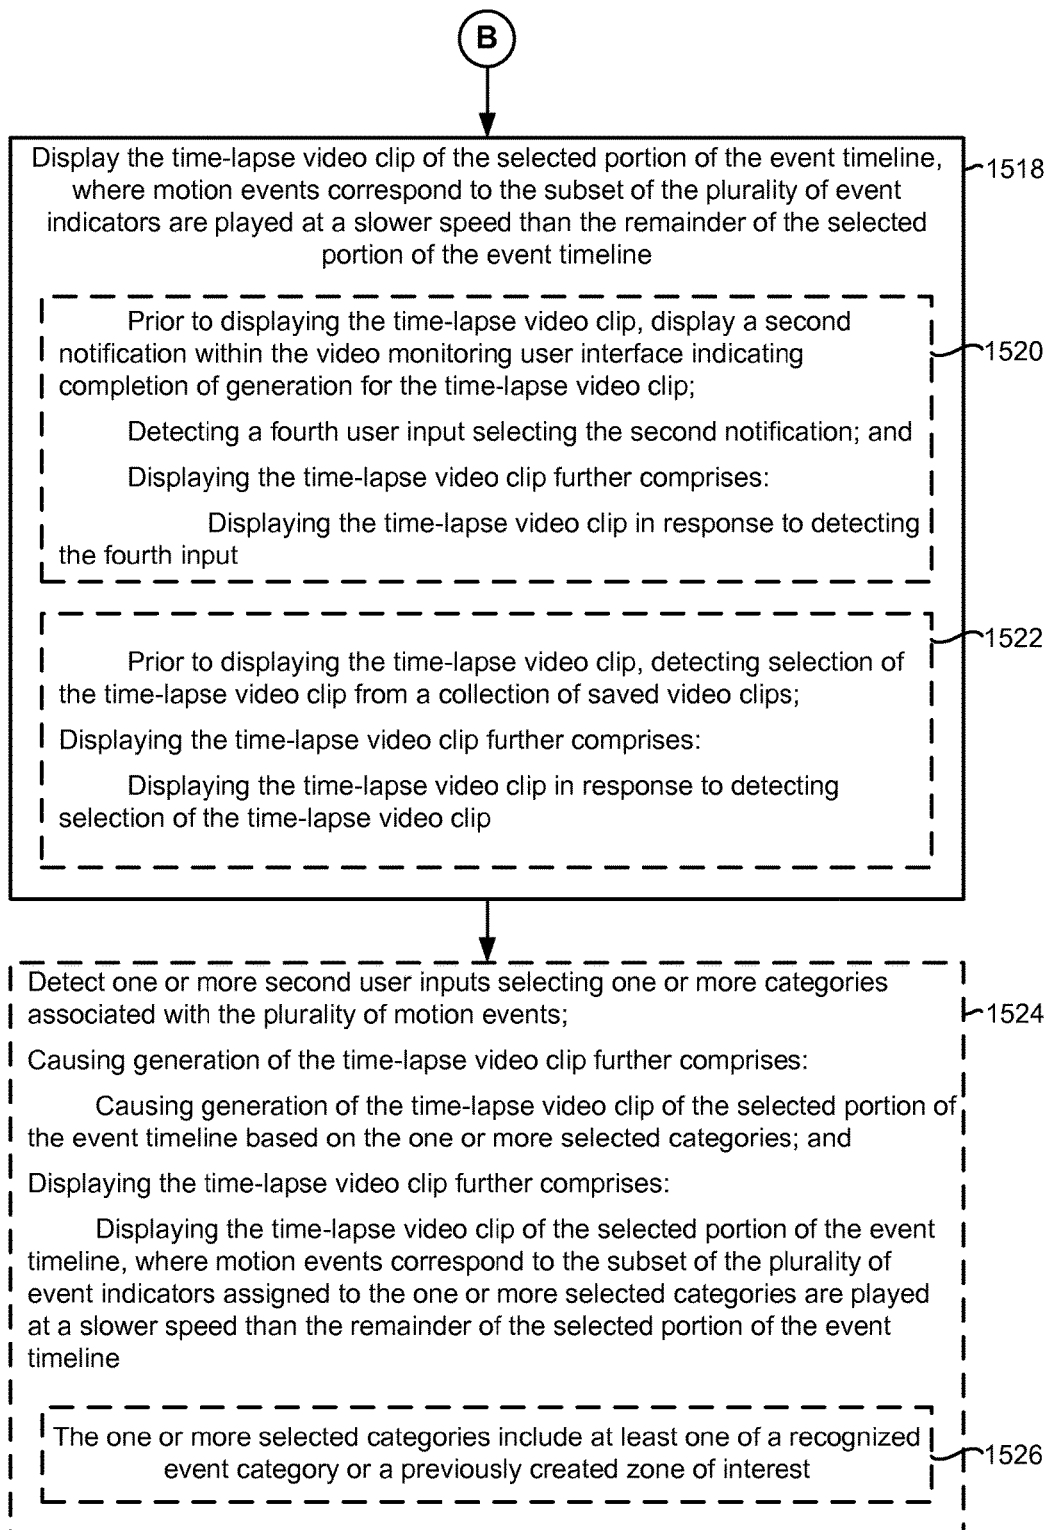 B
Display the time-lapse video clip of the selected portion of the event timeline,
where motion events correspond to the subset of the plurality of event
indicators are played at a slower speed than the remainder of the selected
portion of the event timeline
1518
Prior to displaying the time-lapse video clip, display a second
notification within the video monitoring user interface indicating
completion of generation for the time-lapse video clip;
Detecting a fourth user input selecting the second notification; and
Displaying the time-lapse video clip further comprises:
Displaying the time-lapse video clip in response to detecting
the fourth input
1520
Prior to displaying the time-lapse video clip, detecting selection of
the time-lapse video clip from a collection of saved video clips;
Displaying the time-lapse video clip further comprises:
Displaying the time-lapse video clip in response to detecting
selection of the time-lapse video clip
1522
Detect one or more second user inputs selecting one or more categories
associated with the plurality of motion events;
Causing generation of the time-lapse video clip further comprises:
Causing generation of the time-lapse video clip of the selected portion of
the event timeline based on the one or more selected categories; and
Displaying the time-lapse video clip further comprises:
Displaying the time-lapse video clip of the selected portion of the event
timeline, where motion events correspond to the subset of the plurality of
event indicators assigned to the one or more selected categories are played
at a slower speed than the remainder of the selected portion of the event
timeline
1524
The one or more selected categories include at least one of a recognized
event category or a previously created zone of interest
1526